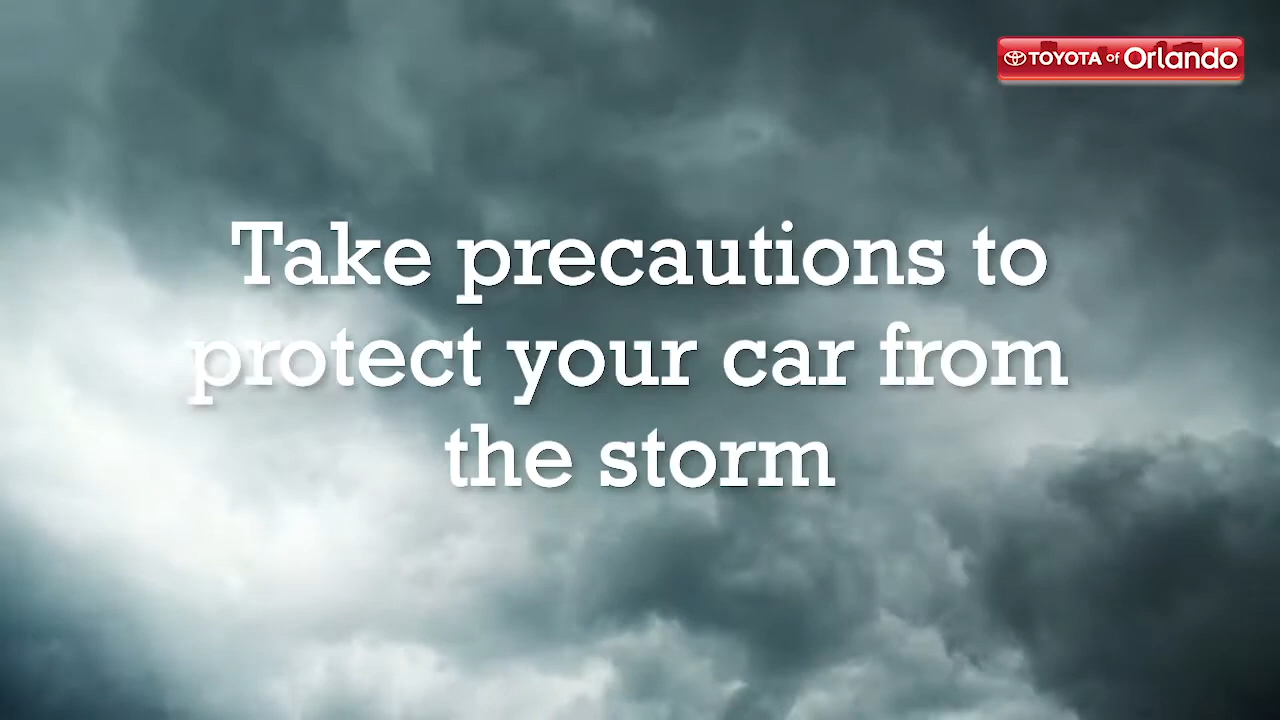 TOYOTA of Orlando
Take precautions to
protect your car from
the storm